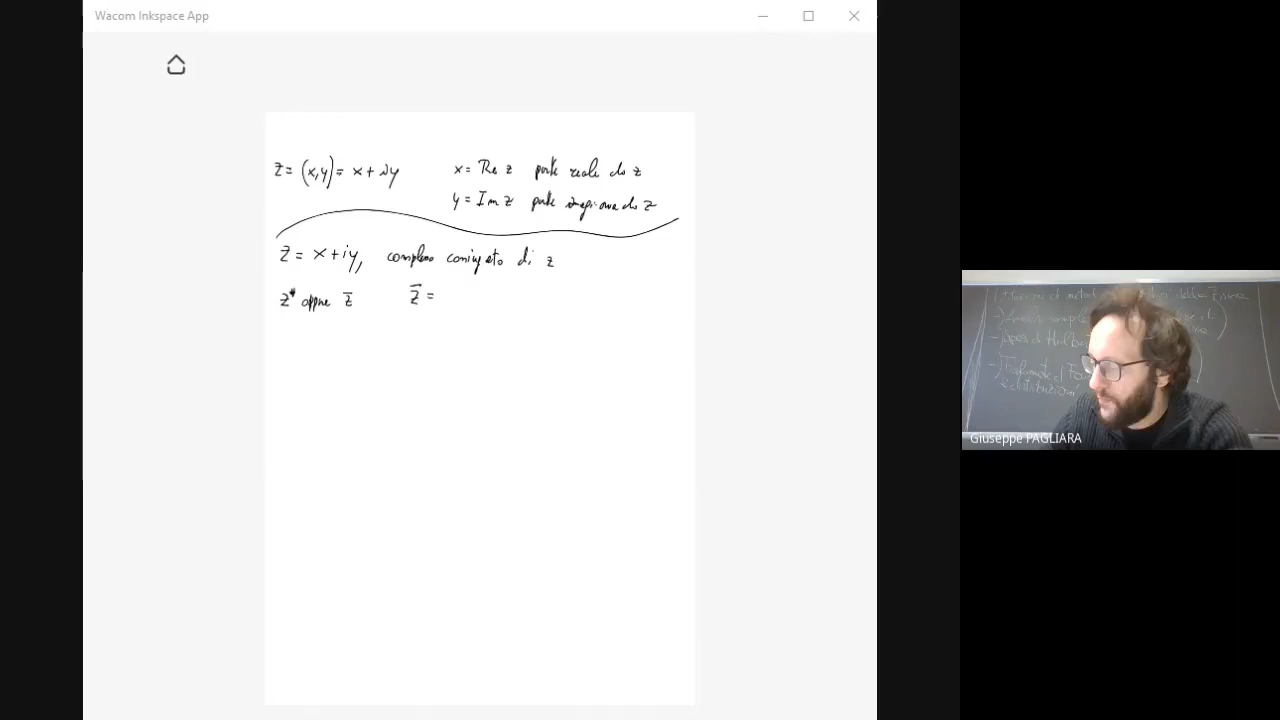 Wacom Inkspace App
z = (x,y) = x + iy    x = Re z parte reale di z
y = Im z parte immaginaria di z
z = x + iy, complesso coniugato di z
z* oppure z̄    z̄ =
Giuseppe PAGLIARA